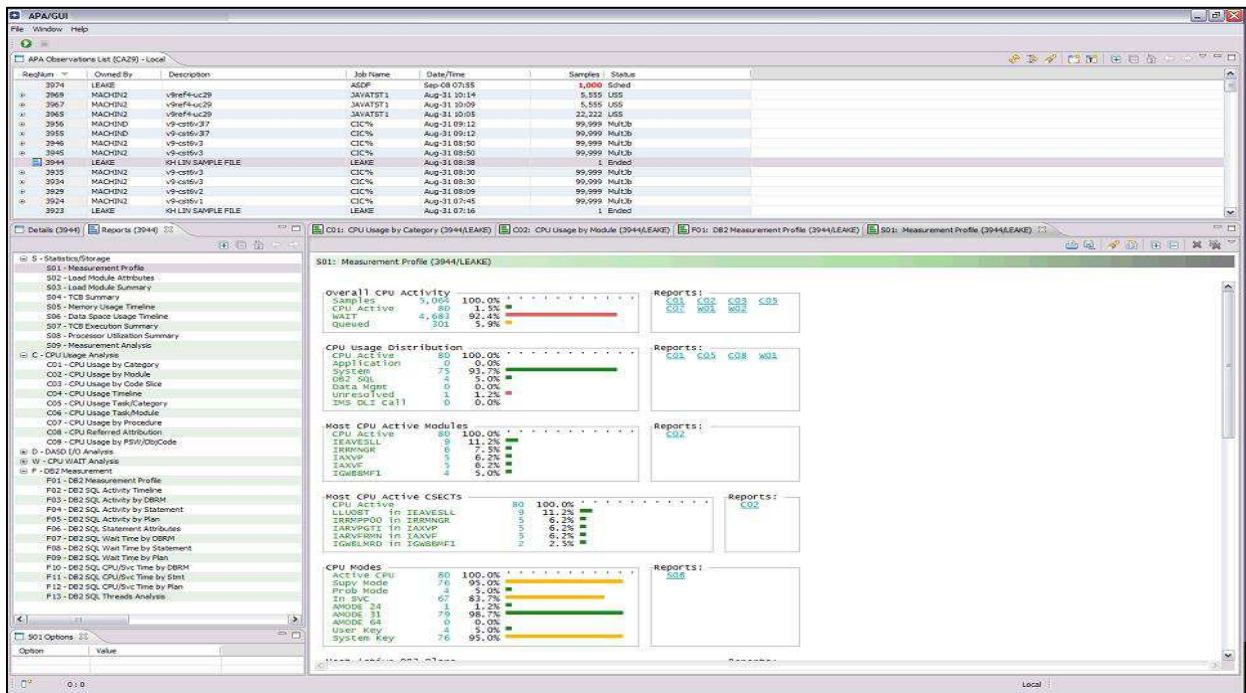 APA/GUI
File Window Help
APA Observations List (CAZ9) - Local
ReqNum Owned By Description Job Name Date/Time Samples Status
3974 LEAKE ASDF Sep-08 07:55 1,000 Sched
3969 MACHIN2 v9ref4-uc29 JAVATST1 Aug-31 10:14 5,555 USS
3967 MACHIN2 v9ref4-uc29 JAVATST1 Aug-31 10:09 5,555 USS
3965 MACHIN2 v9ref4-uc29 JAVATST1 Aug-31 10:05 22,222 USS
3956 MACHIND v9-cst6v37 CIC% Aug-31 09:12 99,999 MultJb
3955 MACHIND v9-cst6v37 CIC% Aug-31 09:12 99,999 MultJb
3946 MACHIN2 v9-cst6v3 CIC% Aug-31 08:50 99,999 MultJb
3945 MACHIN2 v9-cst6v3 CIC% Aug-31 08:50 99,999 MultJb
3944 LEAKE KH LIN SAMPLE FILE LEAKE Aug-31 08:38 1 Ended
3935 MACHIN2 v9-cst6v3 CIC% Aug-31 08:30 99,999 MultJb
3934 MACHIN2 v9-cst6v3 CIC% Aug-31 08:30 99,999 MultJb
3929 MACHIN2 v9-cst6v2 CIC% Aug-31 08:09 99,999 MultJb
3924 MACHIN2 v9-cst6v1 CIC% Aug-31 07:45 99,999 MultJb
3923 LEAKE KH LIN SAMPLE FILE LEAKE Aug-31 07:16 1 Ended
Details (3944) Reports (3944)
S - Statistics/Storage
S01 - Measurement Profile
S02 - Load Module Attributes
S03 - Load Module Summary
S04 - TCB Summary
S05 - Memory Usage Timeline
S06 - Data Space Usage Timeline
S07 - TCB Execution Summary
S08 - Processor Utilization Summary
S09 - Measurement Analysis
C - CPU Usage Analysis
C01 - CPU Usage by Category
C02 - CPU Usage by Module
C03 - CPU Usage by Code Slice
C04 - CPU Usage Timeline
C05 - CPU Usage Task/Category
C06 - CPU Usage Task/Module
C07 - CPU Usage by Procedure
C08 - CPU Referred Attribution
C09 - CPU Usage by PSW/ObjCode
D - DASD I/O Analysis
W - CPU WAIT Analysis
F - DB2 Measurement
F01 - DB2 Measurement Profile
F02 - DB2 SQL Activity Timeline
F03 - DB2 SQL Activity by DBRM
F04 - DB2 SQL Activity by Statement
F05 - DB2 SQL Activity by Plan
F06 - DB2 SQL Statement Attributes
F07 - DB2 SQL Wait Time by DBRM
F08 - DB2 SQL Wait Time by Statement
F09 - DB2 SQL Wait Time by Plan
F10 - DB2 SQL CPU/Svc Time by DBRM
F11 - DB2 SQL CPU/Svc Time by Stmt
F12 - DB2 SQL CPU/Svc Time by Plan
F13 - DB2 SQL Threads Analysis
S01 Options
Option Value
C01: CPU Usage by Category (3944/LEAKE) C02: CPU Usage by Module (3944/LEAKE) F01: DB2 Measurement Profile (3944/LEAKE) S01: Measurement Profile (3944/LEAKE)
S01: Measurement Profile (3944/LEAKE)
Overall CPU Activity Reports:
Samples 5,064 100.0% C01 C02 C03 C05
CPU Active 80 1.5% C07 W01 W02
WAIT 4,683 92.4%
Queued 301 5.9%
CPU Usage Distribution Reports:
CPU Active 80 100.0% C01 C05 C08 W01
Application 0 0.0%
System 75 93.7%
DB2 SQL 4 5.0%
Data Mgmt 0 0.0%
Unresolved 1 1.2%
IMS DLI Call 0 0.0%
Most CPU Active Modules Reports:
CPU Active 80 100.0% C02
IEAVESLL 9 11.2%
IRRMNGR 6 7.5%
IAXVP 5 6.2%
IAXVF 5 6.2%
IGWBBMF1 4 5.0%
Most CPU Active CSECTs Reports:
CPU Active 80 100.0% C02
LLUOBT in IEAVESLL 9 11.2%
IRRMPP00 in IRRMNGR 5 6.2%
IARVPGTI in IAXVP 5 6.2%
IARVFRMN in IAXVF 5 6.2%
IGWBLMRD in IGWBBMF1 2 2.5%
CPU Modes Reports:
Active CPU 80 100.0% S08
Supv Mode 76 95.0%
Prob Mode 4 5.0%
In SVC 67 83.7%
AMODE 24 1 1.2%
AMODE 31 79 98.7%
AMODE 64 0 0.0%
User Key 4 5.0%
System Key 76 95.0%
0 : 0 Local